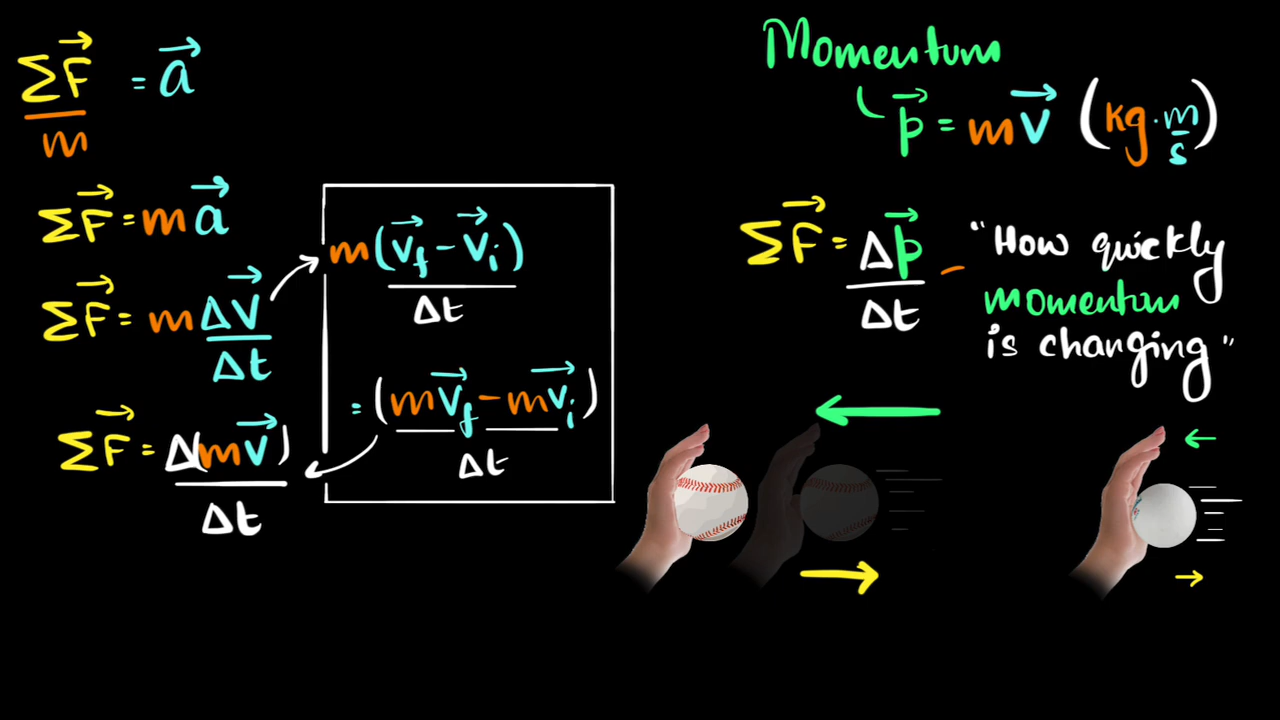 ΣF⃗/m = a⃗
ΣF⃗ = ma⃗
ΣF⃗ = m Δv⃗/Δt
ΣF⃗ = Δ(mv⃗)/Δt
m(v⃗f - v⃗i)/Δt
= (mv⃗f - mv⃗i)/Δt
Momentum
p⃗ = mv⃗ (kg·m/s)
ΣF⃗ = Δp⃗/Δt - "How quickly
momentum
is changing"